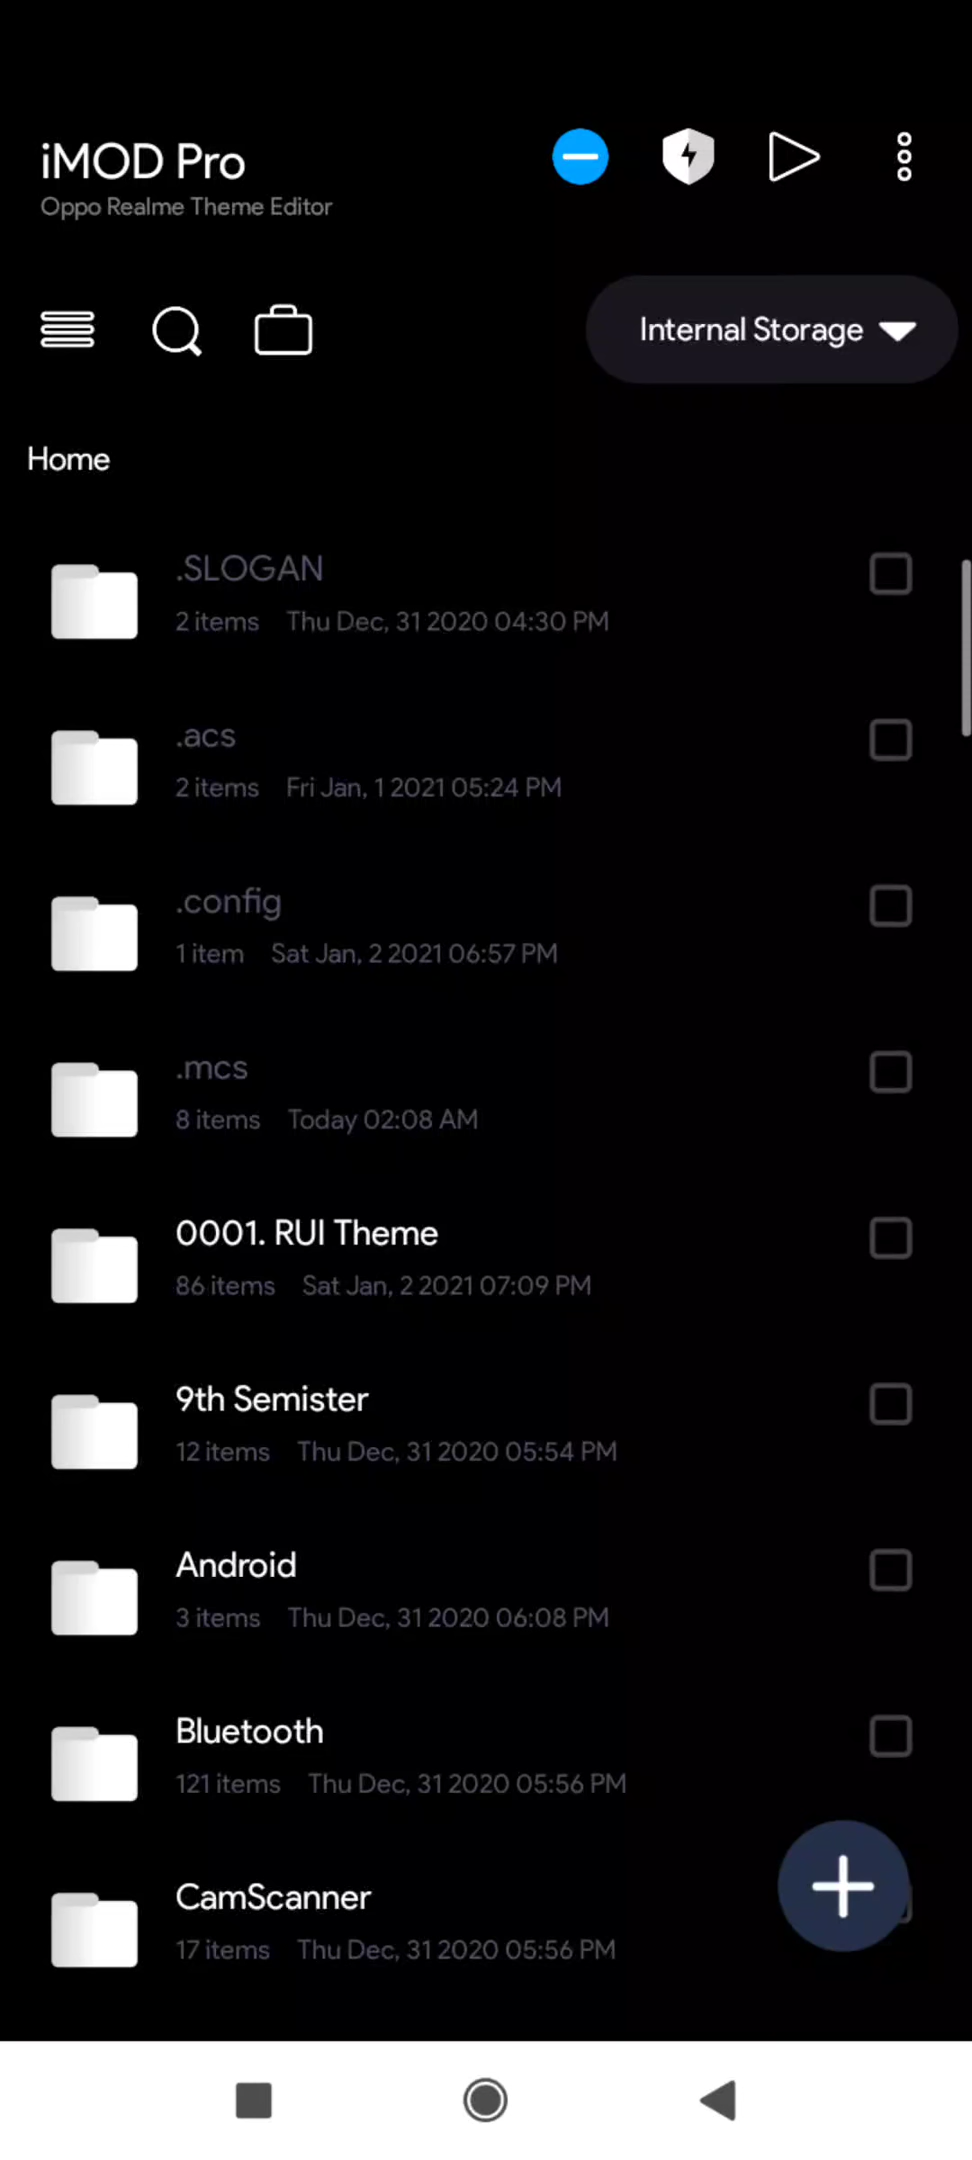 iMOD Pro
Oppo Realme Theme Editor
Internal Storage
Home
.SLOGAN
2 items Thu Dec, 31 2020 04:30 PM
.acs
2 items Fri Jan, 1 2021 05:24 PM
.config
1 item Sat Jan, 2 2021 06:57 PM
.mcs
8 items Today 02:08 AM
0001. RUI Theme
86 items Sat Jan, 2 2021 07:09 PM
9th Semister
12 items Thu Dec, 31 2020 05:54 PM
Android
3 items Thu Dec, 31 2020 06:08 PM
Bluetooth
121 items Thu Dec, 31 2020 05:56 PM
CamScanner
17 items Thu Dec, 31 2020 05:56 PM